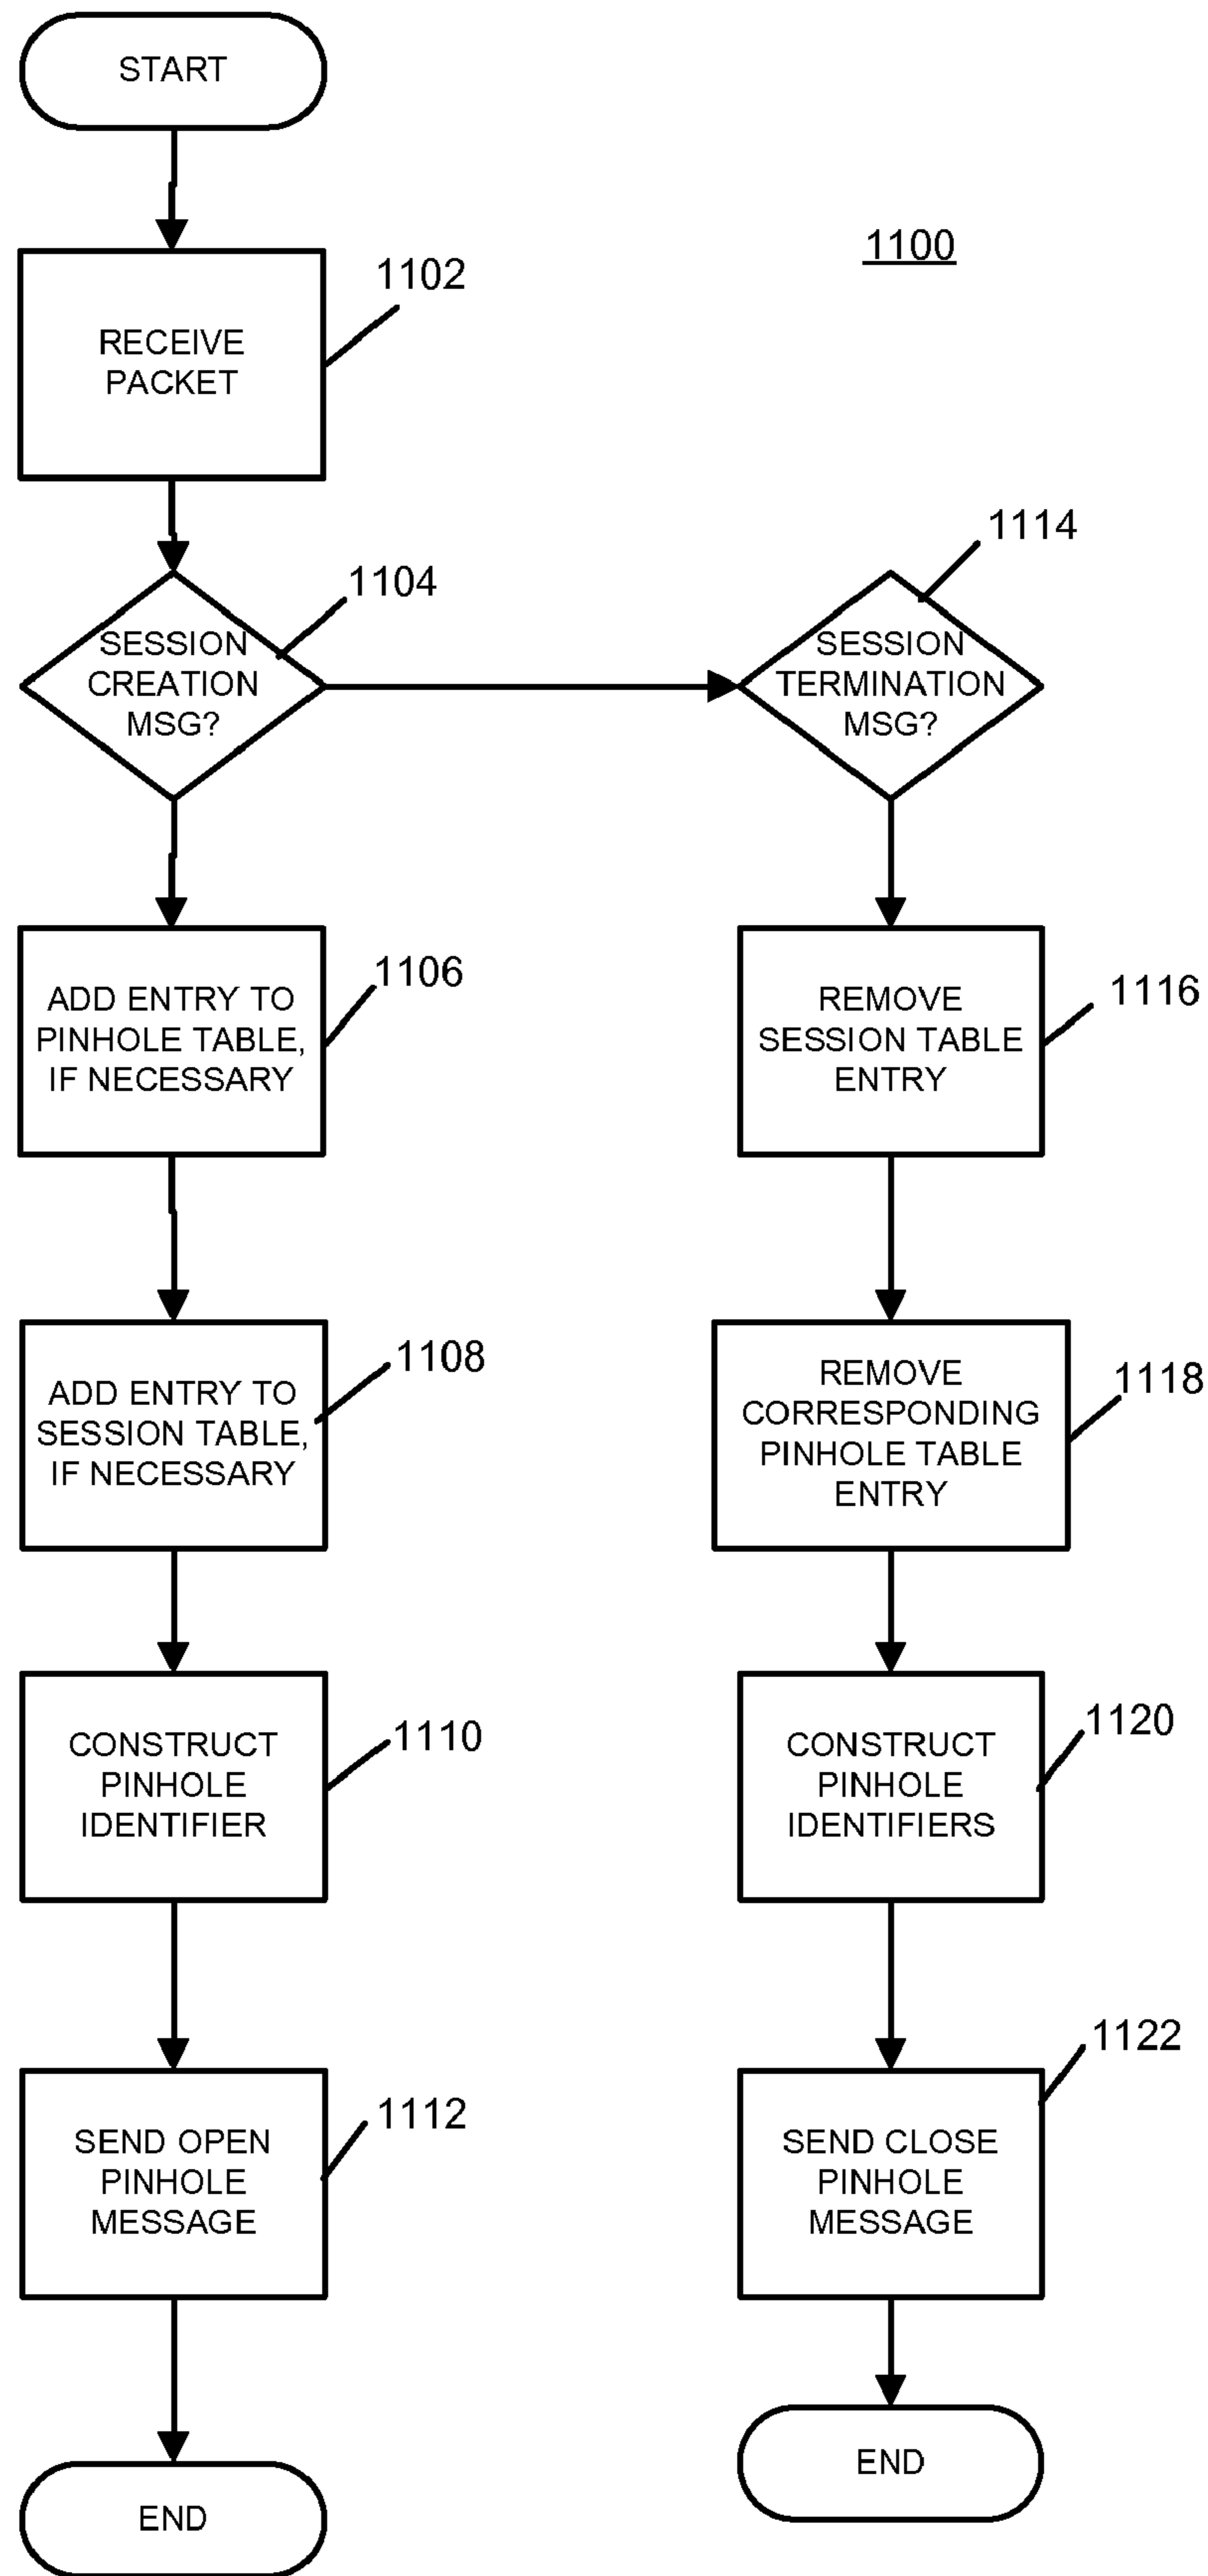 START
1100
1102
RECEIVE
PACKET
1104
SESSION
CREATION
MSG?
1114
SESSION
TERMINATION
MSG?
1106
ADD ENTRY TO
PINHOLE TABLE,
IF NECESSARY
1116
REMOVE
SESSION TABLE
ENTRY
1108
ADD ENTRY TO
SESSION TABLE,
IF NECESSARY
1118
REMOVE
CORRESPONDING
PINHOLE TABLE
ENTRY
1110
CONSTRUCT
PINHOLE
IDENTIFIER
1120
CONSTRUCT
PINHOLE
IDENTIFIERS
1112
SEND OPEN
PINHOLE
MESSAGE
1122
SEND CLOSE
PINHOLE
MESSAGE
END
END